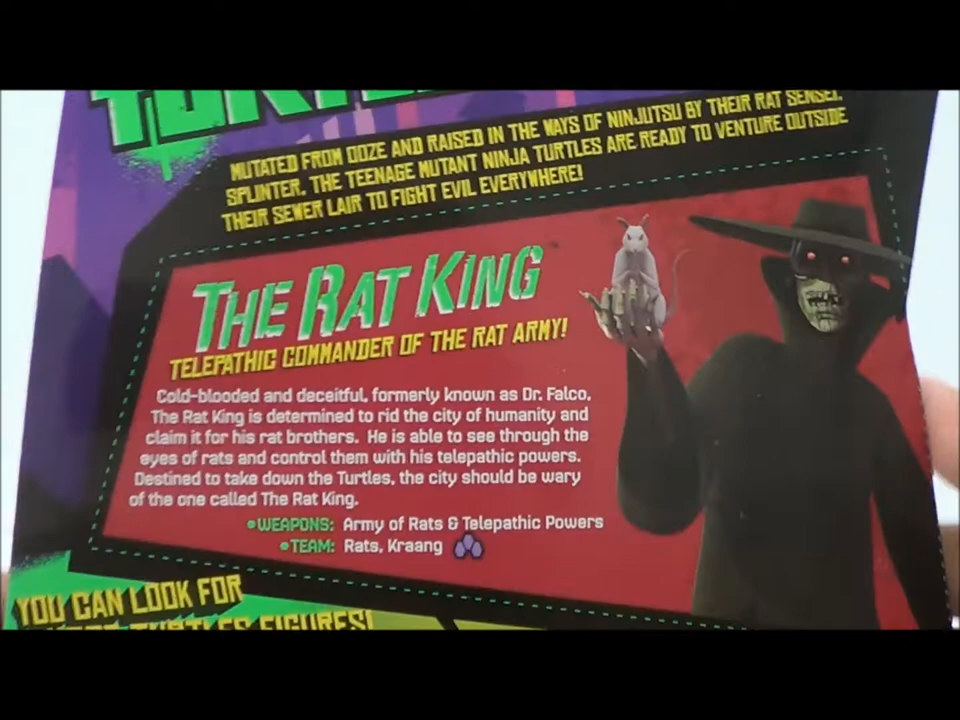 MUTATED FROM OOZE AND RAISED IN THE WAYS OF NINJUTSU BY THEIR RAT SENSEI,
SPLINTER, THE TEENAGE MUTANT NINJA TURTLES ARE READY TO VENTURE OUTSIDE
THEIR SEWER LAIR TO FIGHT EVIL EVERYWHERE!
THE RAT KING
TELEPATHIC COMMANDER OF THE RAT ARMY!
Cold-blooded and deceitful, formerly known as Dr. Falco,
The Rat King is determined to rid the city of humanity and
claim it for his rat brothers. He is able to see through the
eyes of rats and control them with his telepathic powers.
Destined to take down the Turtles, the city should be wary
of the one called The Rat King.
•WEAPONS: Army of Rats & Telepathic Powers
•TEAM: Rats, Kraang
YOU CAN LOOK FOR
TURTLES FIGURES!